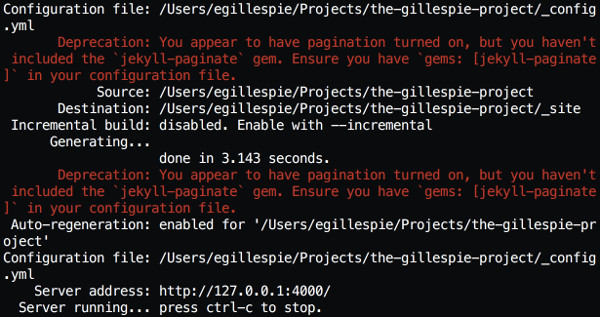 Configuration file: /Users/egillespie/Projects/the-gillespie-project/_config
.yml
Deprecation: You appear to have pagination turned on, but you haven't
included the `jekyll-paginate` gem. Ensure you have `gems: [jekyll-paginate
]` in your configuration file.
Source: /Users/egillespie/Projects/the-gillespie-project
Destination: /Users/egillespie/Projects/the-gillespie-project/_site
Incremental build: disabled. Enable with --incremental
Generating...
done in 3.143 seconds.
Deprecation: You appear to have pagination turned on, but you haven't
included the `jekyll-paginate` gem. Ensure you have `gems: [jekyll-paginate
]` in your configuration file.
Auto-regeneration: enabled for '/Users/egillespie/Projects/the-gillespie-pr
oject'
Configuration file: /Users/egillespie/Projects/the-gillespie-project/_config
.yml
Server address: http://127.0.0.1:4000/
Server running... press ctrl-c to stop.